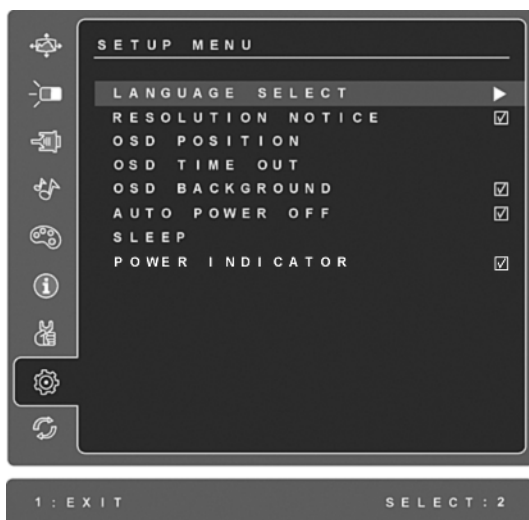 SETUP MENU
LANGUAGE SELECT
RESOLUTION NOTICE
OSD POSITION
OSD TIME OUT
OSD BACKGROUND
AUTO POWER OFF
SLEEP
POWER INDICATOR
1:EXIT SELECT:2